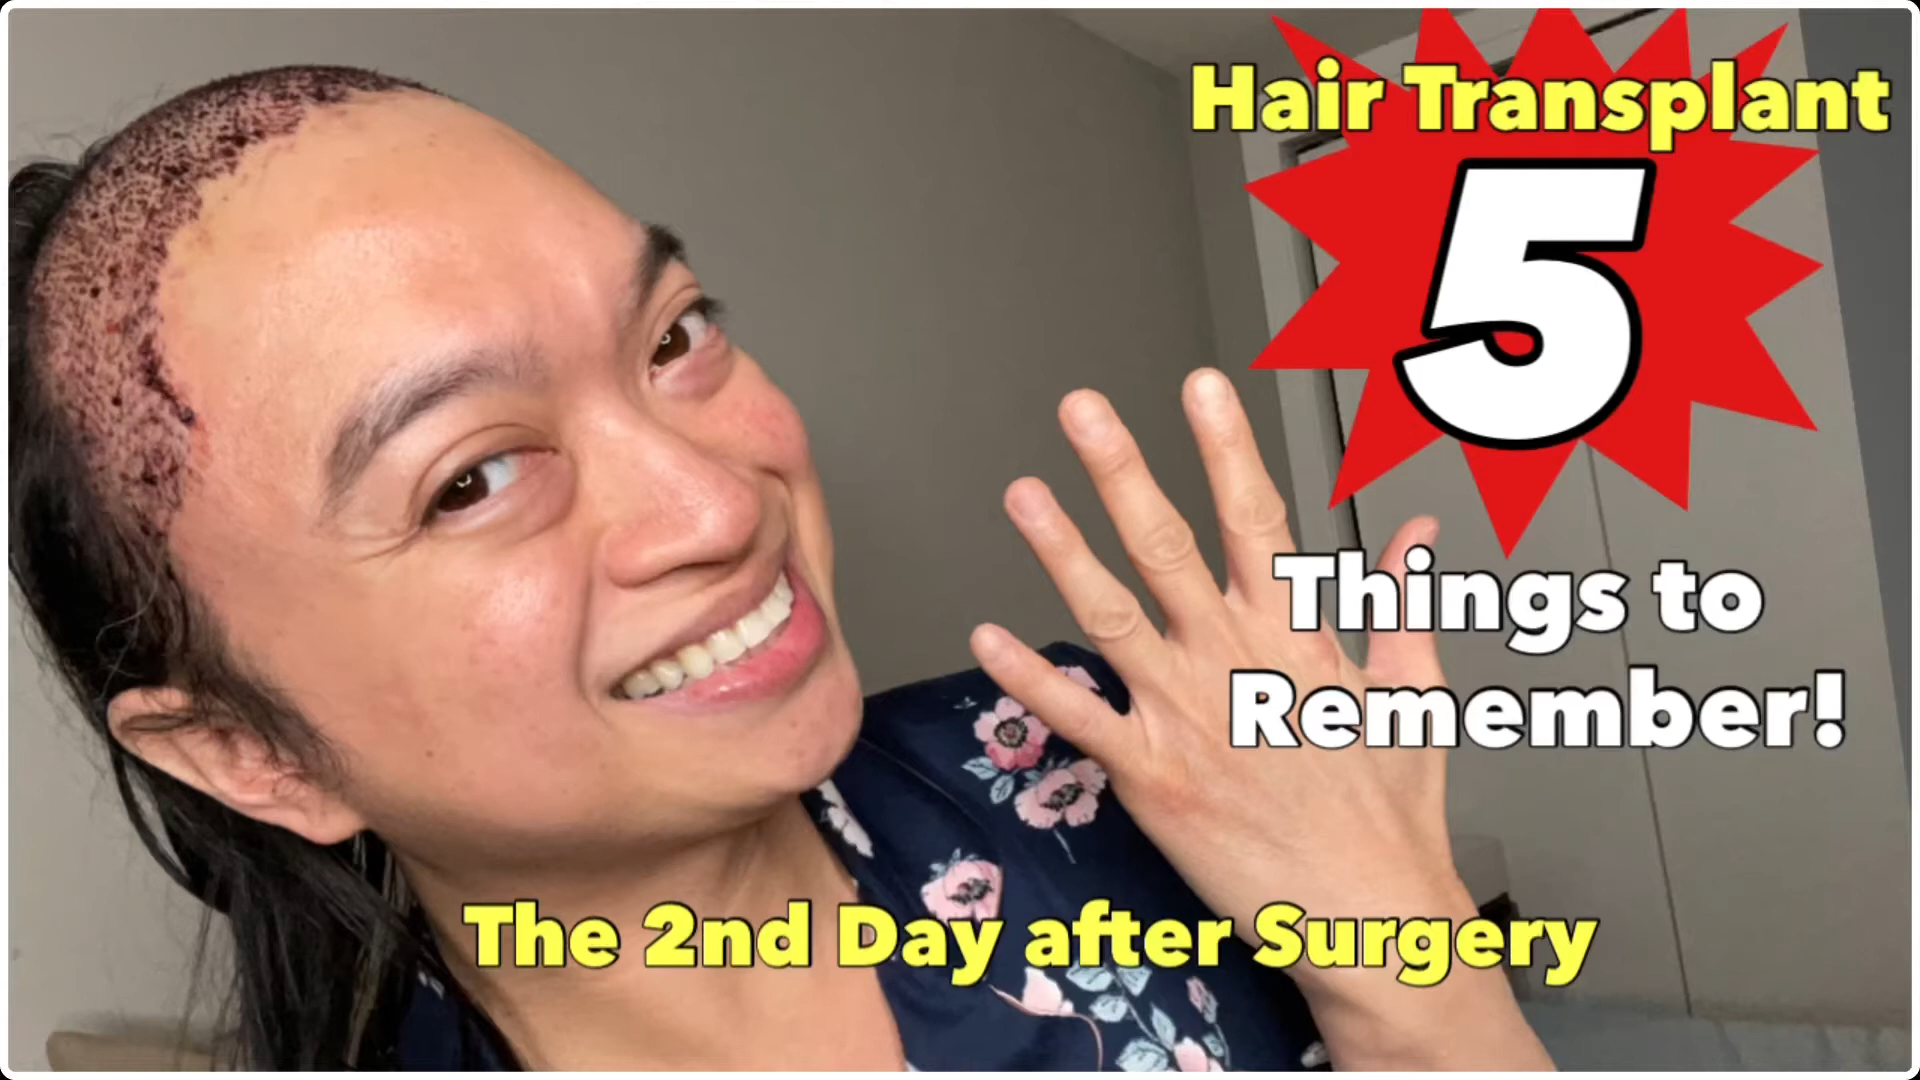 Hair Transplant
5
Things to
Remember!
The 2nd Day after Surgery